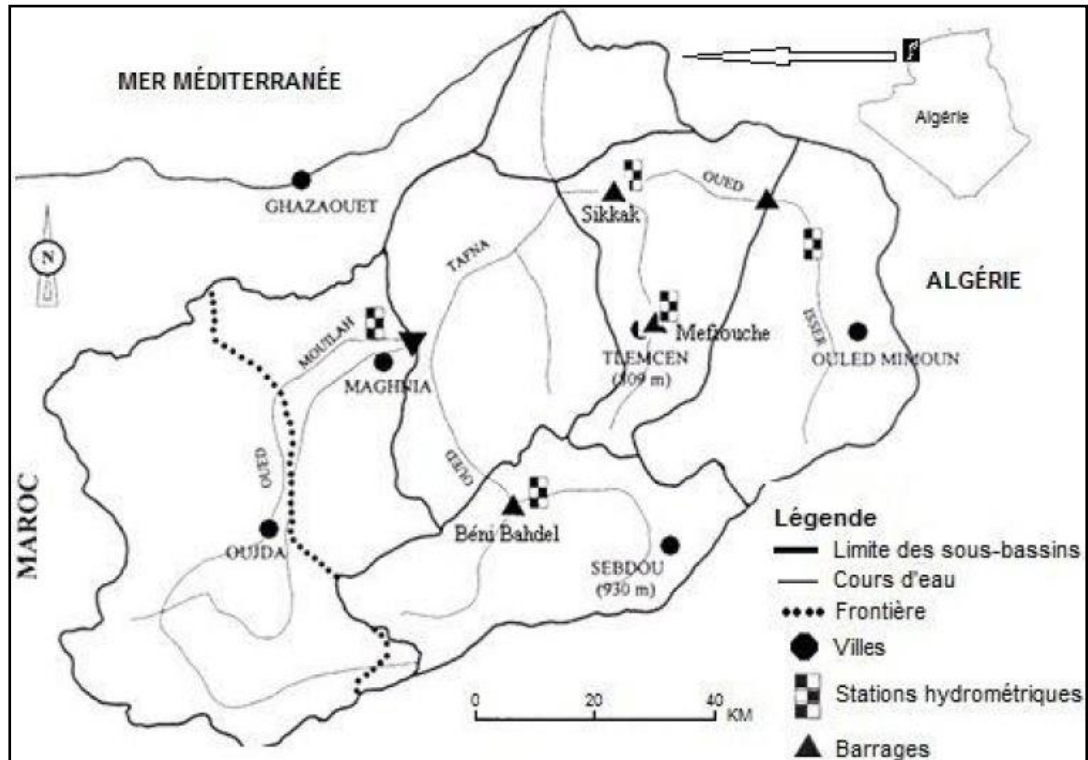 MER MÉDITERRANÉE
Algérie
GHAZAOUET
N
OUED
Sikkak
TAFNA
ALGÉRIE
ISSER
MOUILAH
Mefrouche
TLEMCEN
(809 m)
OULED MIMOUN
MAGHNIA
OUED
OUED
MAROC
OUJDA
Béni Bahdel
SEBDOU
(930 m)
Légende
Limite des sous-bassins
Cours d'eau
Frontière
Villes
Stations hydrométriques
Barrages
0 20 40
KM